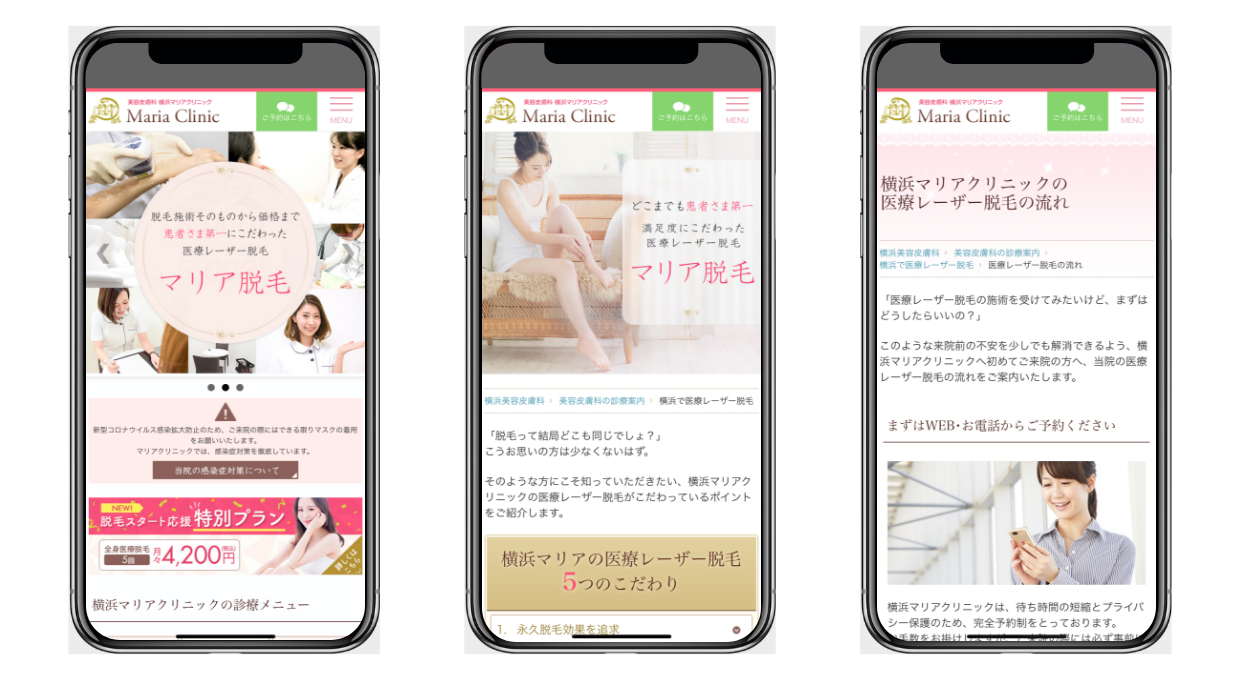 美容皮膚科 横浜マリアクリニック
Maria Clinic
ご予約はこちら
MENU
脱毛施術そのものから価格まで
患者さま第一にこだわった
医療レーザー脱毛
マリア脱毛
新型コロナウイルス感染拡大防止のため、ご来院の際にはできる限りマスクの着用
をお願いいたします。
マリアクリニックでは、感染症対策を徹底しています。
当院の感染症対策について
NEW!
脱毛スタート応援 特別プラン
全身医療脱毛
5回
月々4,200円(税込)
詳しくは
こちら
横浜マリアクリニックの診療メニュー
美容皮膚科 横浜マリアクリニック
Maria Clinic
ご予約はこちら
MENU
どこまでも患者さま第一
満足度にこだわった
医療レーザー脱毛
マリア脱毛
横浜美容皮膚科 › 美容皮膚科の診療案内 › 横浜で医療レーザー脱毛
「脱毛って結局どこも同じでしょ？」
こうお思いの方は少なくないはず。
そのような方にこそ知っていただきたい、横浜マリアク
リニックの医療レーザー脱毛がこだわっているポイント
をご紹介します。
横浜マリアの医療レーザー脱毛
5つのこだわり
1. 永久脱毛効果を追求
美容皮膚科 横浜マリアクリニック
Maria Clinic
ご予約はこちら
MENU
横浜マリアクリニックの
医療レーザー脱毛の流れ
横浜美容皮膚科 › 美容皮膚科の診療案内 ›
横浜で医療レーザー脱毛 › 医療レーザー脱毛の流れ
「医療レーザー脱毛の施術を受けてみたいけど、まずは
どうしたらいいの？」
このような来院前の不安を少しでも解消できるよう、横
浜マリアクリニックへ初めてご来院の方へ、当院の医療
レーザー脱毛の流れをご案内いたします。
まずはWEB・お電話からご予約ください
横浜マリアクリニックは、待ち時間の短縮とプライバ
シー保護のため、完全予約制をとっております。